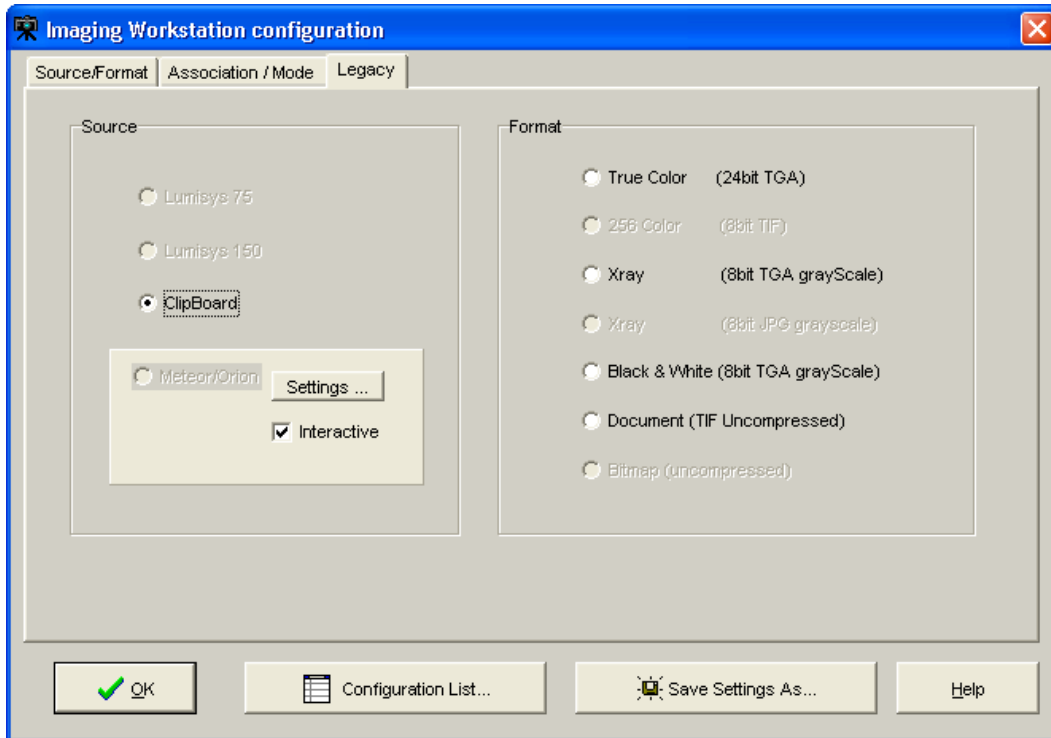 Imaging Workstation configuration
Source/Format Association / Mode Legacy
Source
Lumisys 75
Lumisys 150
ClipBoard
Meteor/Orion
Settings ...
Interactive
Format
True Color (24bit TGA)
256 Color (8bit TIF)
Xray (8bit TGA grayScale)
Xray (8bit JPG grayscale)
Black & White (8bit TGA grayScale)
Document (TIF Uncompressed)
Bitmap (uncompressed)
OK Configuration List... Save Settings As... Help